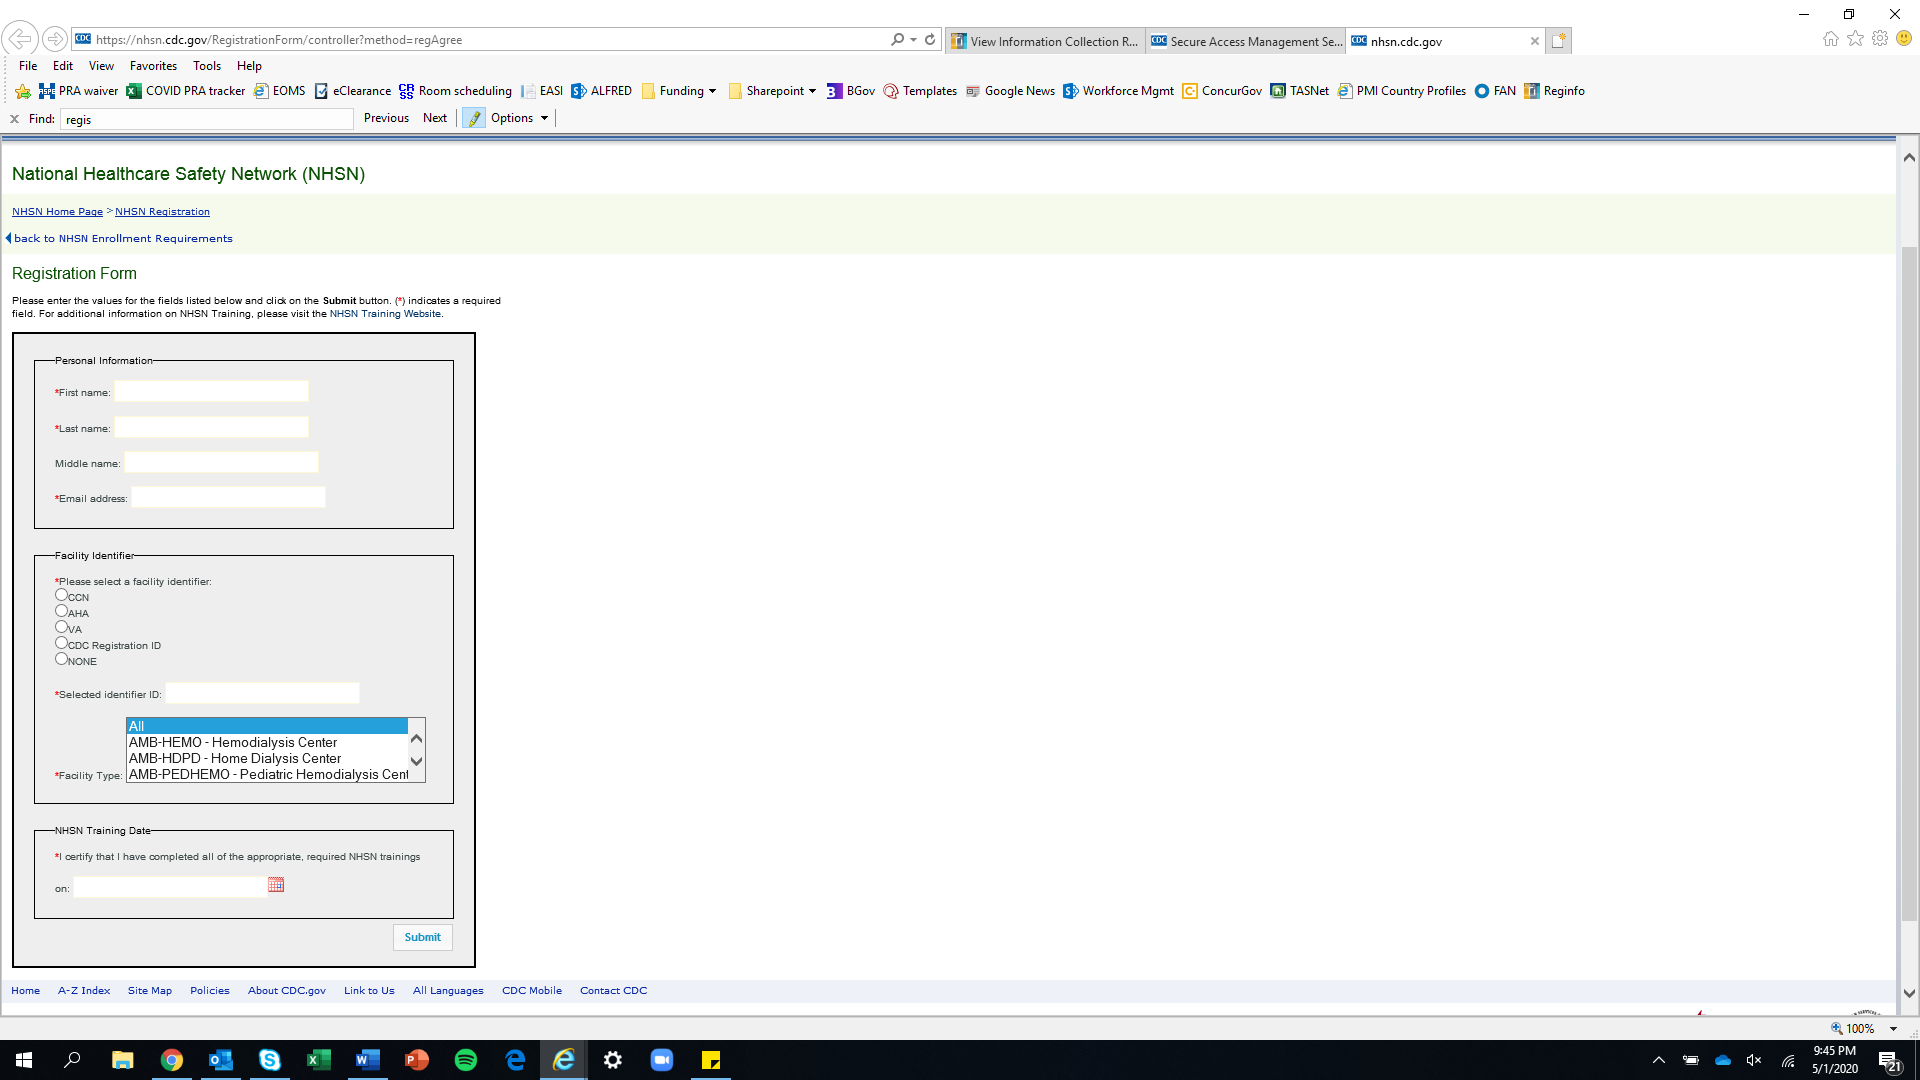 https://nhsn.cdc.gov/RegistrationForm/controller?method=regAgree
View Information Collection R...
Secure Access Management Se...
nhsn.cdc.gov
File Edit View Favorites Tools Help
PRA waiver COVID PRA tracker EOMS eClearance Room scheduling EASI ALFRED Funding Sharepoint BGov Templates Google News Workforce Mgmt ConcurGov TASNet PMI Country Profiles FAN Reginfo
x Find: regis Previous Next Options
National Healthcare Safety Network (NHSN)
NHSN Home Page > NHSN Registration
back to NHSN Enrollment Requirements
Registration Form
Please enter the values for the fields listed below and click on the Submit button. (*) indicates a required
field. For additional information on NHSN Training, please visit the NHSN Training Website.
Personal Information
*First name:
*Last name:
Middle name:
*Email address:
Facility Identifier
*Please select a facility identifier:
CCN
AHA
VA
CDC Registration ID
NONE
*Selected identifier ID:
All
AMB-HEMO - Hemodialysis Center
AMB-HDPD - Home Dialysis Center
*Facility Type: AMB-PEDHEMO - Pediatric Hemodialysis Cent
NHSN Training Date
*I certify that I have completed all of the appropriate, required NHSN trainings
on:
Submit
Home A-Z Index Site Map Policies About CDC.gov Link to Us All Languages CDC Mobile Contact CDC
100%
9:45 PM
5/1/2020
21